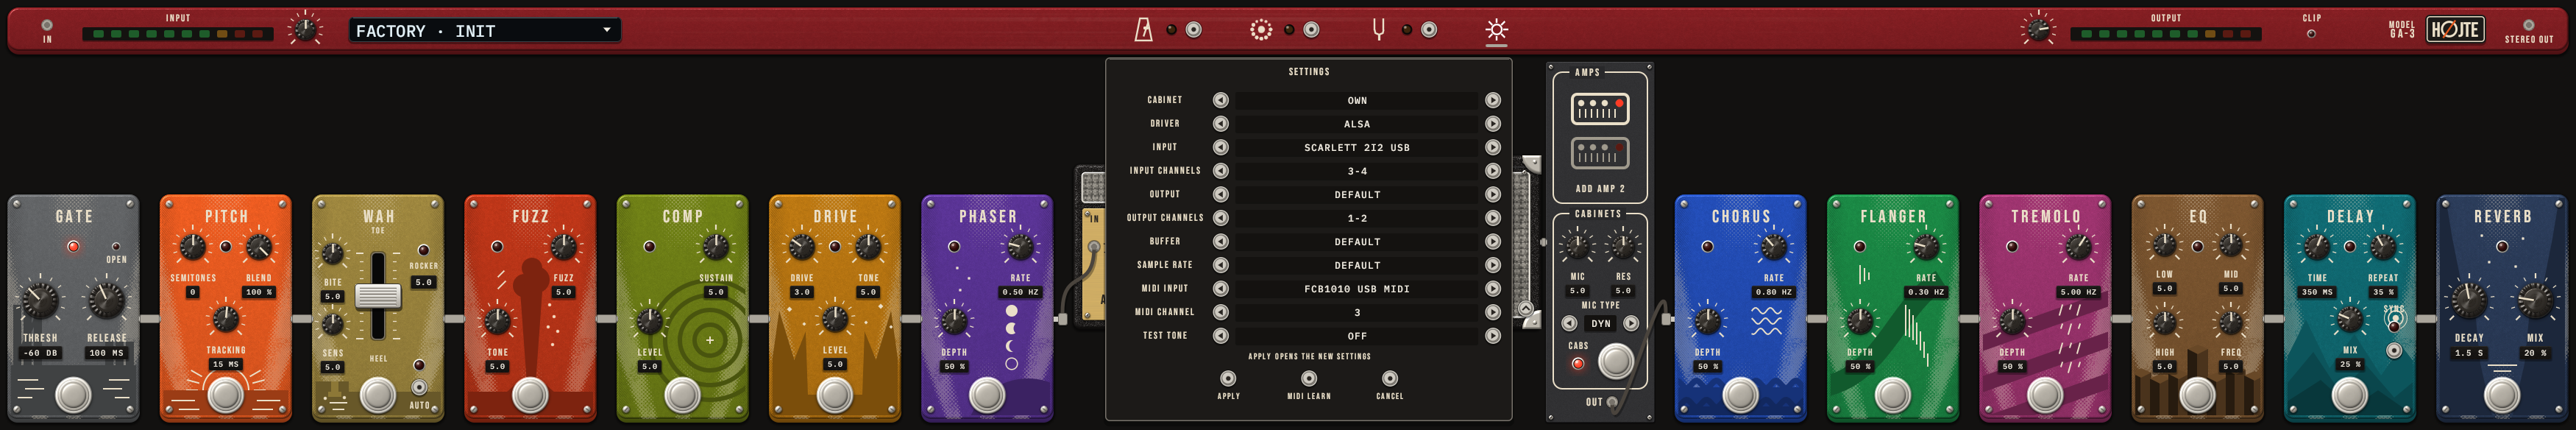 INPUT
IN
FACTORY · INIT
OUTPUT
CLIP
MODEL
GA-3
HØJTE
STEREO OUT
SETTINGS
CABINET OWN
DRIVER ALSA
INPUT SCARLETT 2I2 USB
INPUT CHANNELS 3-4
OUTPUT DEFAULT
OUTPUT CHANNELS 1-2
BUFFER DEFAULT
SAMPLE RATE DEFAULT
MIDI INPUT FCB1010 USB MIDI
MIDI CHANNEL 3
TEST TONE OFF
APPLY OPENS THE NEW SETTINGS
APPLY MIDI LEARN CANCEL
GATE
OPEN
THRESH RELEASE
-60 DB 100 MS
PITCH
SEMITONES BLEND
0 100 %
TRACKING
15 MS
WAH
TOE
ROCKER
5.0
BITE
5.0
SENS
5.0
HEEL
AUTO
FUZZ
FUZZ
5.0
TONE
5.0
COMP
SUSTAIN
5.0
LEVEL
5.0
DRIVE
DRIVE TONE
3.0 5.0
LEVEL
5.0
PHASER
RATE
0.50 HZ
DEPTH
50 %
IN
AMPS
ADD AMP 2
CABINETS
MIC RES
5.0 5.0
MIC TYPE
DYN
CABS
OUT
CHORUS
RATE
0.80 HZ
DEPTH
50 %
FLANGER
RATE
0.30 HZ
DEPTH
50 %
TREMOLO
RATE
5.00 HZ
DEPTH
50 %
EQ
LOW MID
5.0 5.0
HIGH FREQ
5.0 5.0
DELAY
TIME REPEAT
350 MS 35 %
SYNC
MIX
25 %
REVERB
DECAY MIX
1.5 S 20 %